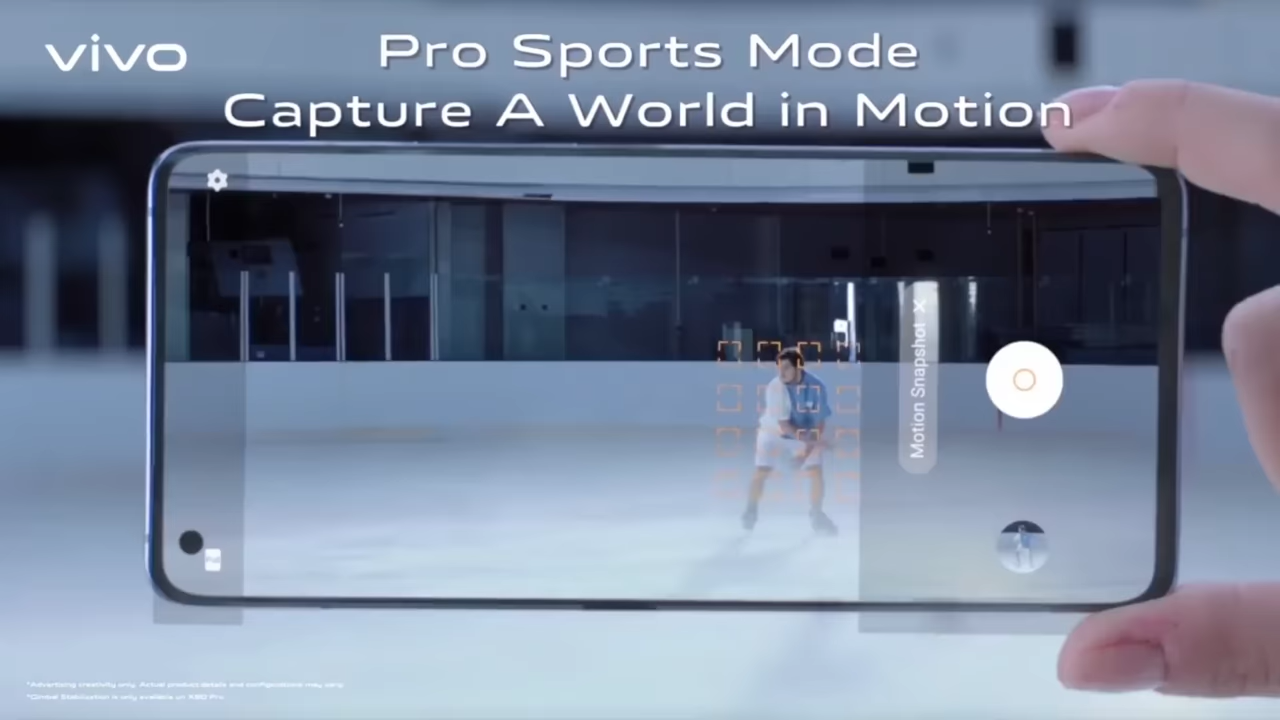 vivo
Pro Sports Mode
Capture A World in Motion
Motion Snapshot X
*Advertising creativity only. Actual product details and configurations may vary.
*Gimbal Stabilization is only available on X60 Pro.